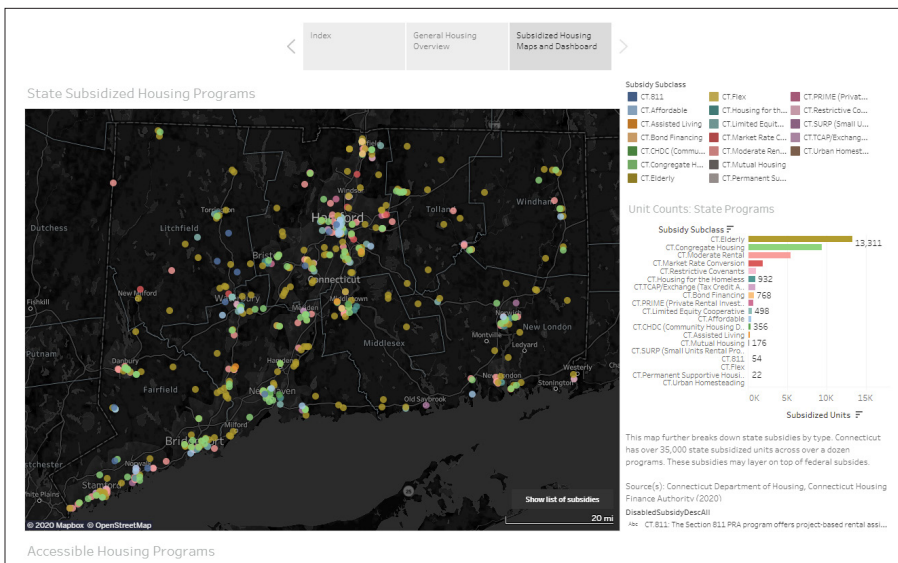 Index
General Housing
Overview
Subsidized Housing
Maps and Dashboard
State Subsidized Housing Programs
Subsidy Subclass
CT.811
CT.Affordable
CT.Assisted Living
CT.Bond Financing
CT.CHDC (Commu...
CT.Congregate H...
CT.Elderly
CT.Flex
CT.Housing for th...
CT.Limited Equit...
CT.Market Rate C...
CT.Moderate Ren...
CT.Mutual Housing
CT.Permanent Su...
CT.PRIME (Privat...
CT.Restrictive Co...
CT.SURP (Small U...
CT.TCAP/Exchang...
CT.Urban Homest...
Dutchess
Litchfield
Hartford
Tolland
Windham
Connecticut
New Milford
Fishkill
Putnam
Danbury
Fairfield
Middlesex
Middletown
Meriden
Norwich
New London
Montville
Ledyard
Westerly
Stonington
Old Saybrook
Milford
Bridgeport
Norwalk
Stamford
White Plains
Show list of subsidies
20 mi
© 2020 Mapbox © OpenStreetMap
Unit Counts: State Programs
Subsidy Subclass
CT.Elderly 13,311
CT.Congregate Housing
CT.Moderate Rental
CT.Market Rate Conversion
CT.Restrictive Covenants
CT.Housing for the Homeless 932
CT.TCAP/Exchange (Tax Credit A..
CT.Bond Financing 768
CT.PRIME (Private Rental Invest..
CT.Limited Equity Cooperative 498
CT.Affordable
CT.CHDC (Community Housing D.. 356
CT.Assisted Living
CT.Mutual Housing 176
CT.SURP (Small Units Rental Pro..
CT.811 54
CT.Flex
CT.Permanent Supportive Housi.. 22
CT.Urban Homesteading
0K 5K 10K 15K
Subsidized Units
This map further breaks down state subsidies by type. Connecticut
has over 35,000 state subsidized units across over a dozen
programs. These subsidies may layer on top of federal subsides.
Source(s): Connecticut Department of Housing, Connecticut Housing
Finance Authority (2020)
DisabledSubsidyDescAll
Abc CT.811: The Section 811 PRA program offers project-based rental assi...
Accessible Housing Programs